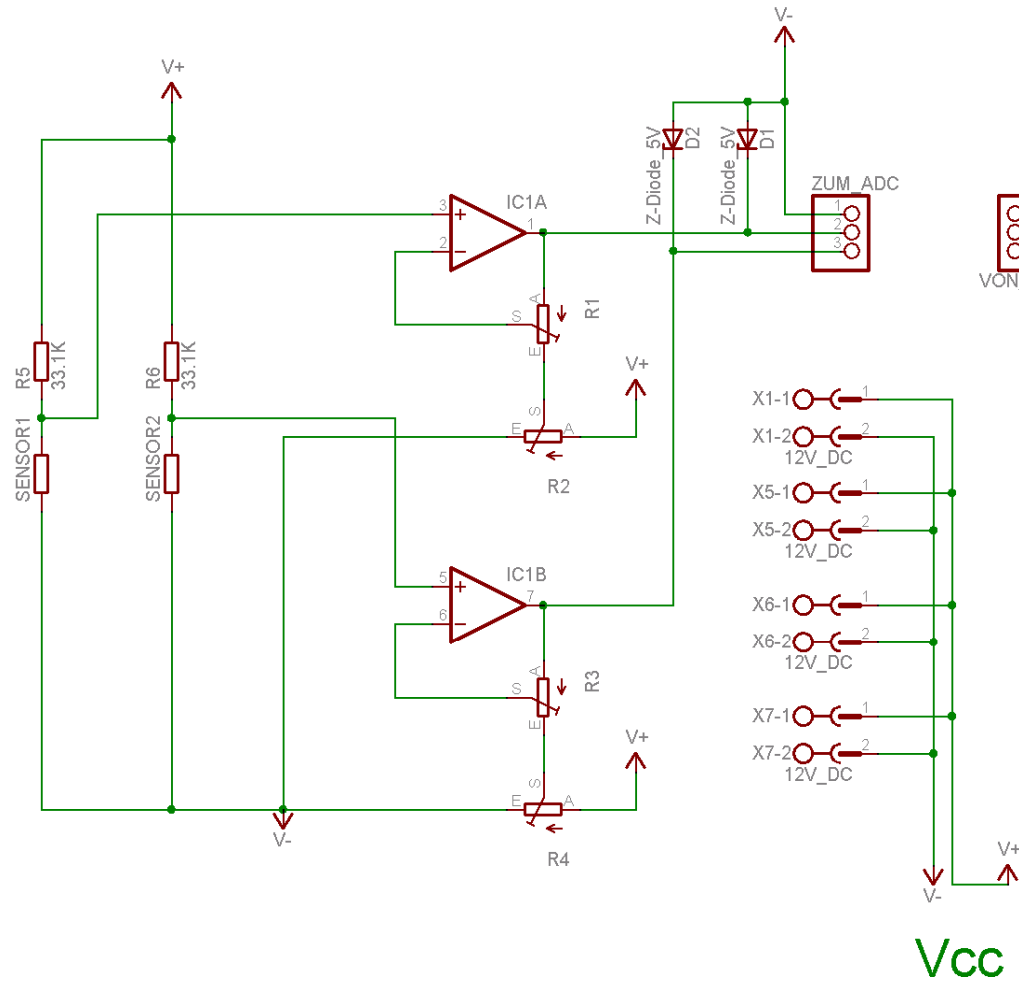 V-
V+
Z-Diode_5V
D2
Z-Diode_5V
D1
ZUM_ADC
1
2
3
IC1A
3
2
1
VON
A
S
E
R1
R5
33.1K
R6
33.1K
SENSOR1
SENSOR2
V+
S
E
A
R2
X1-1
1
X1-2
2
12V_DC
X5-1
1
X5-2
2
12V_DC
IC1B
5
6
7
X6-1
1
X6-2
2
12V_DC
A
S
E
R3
X7-1
1
X7-2
2
12V_DC
V+
S
E
A
R4
V-
V+
V-
Vcc